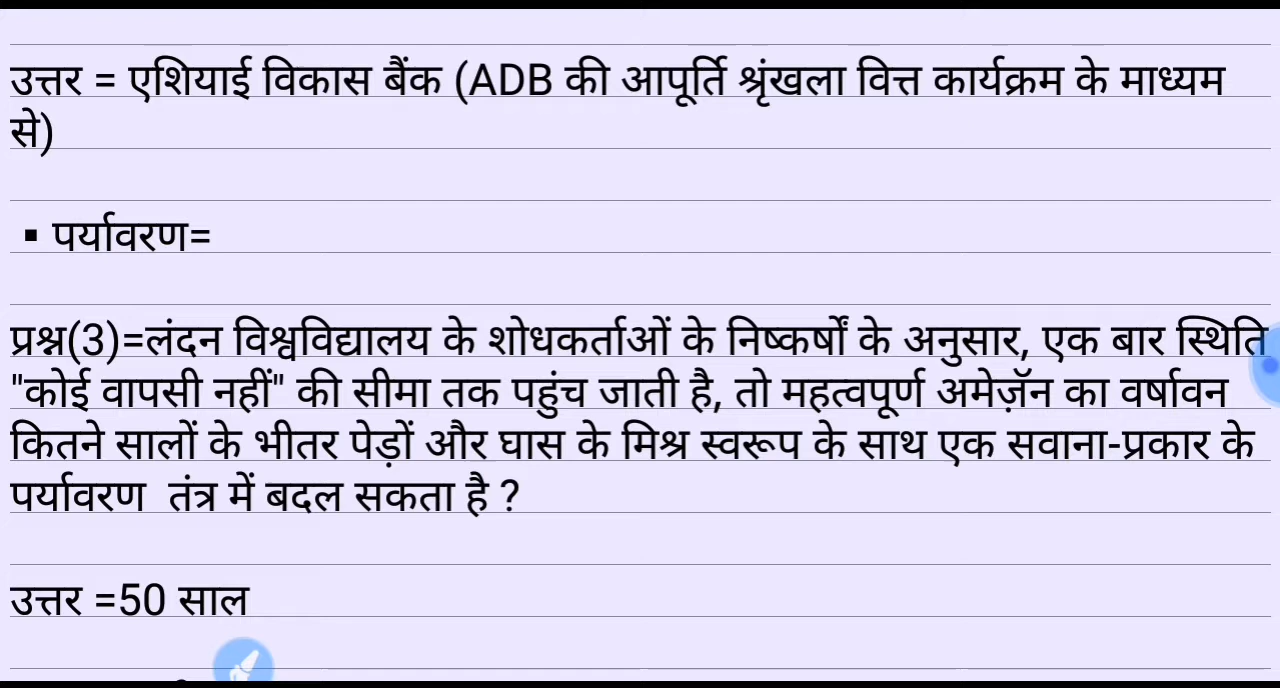 उत्तर = एशियाई विकास बैंक (ADB की आपूर्ति श्रृंखला वित्त कार्यक्रम के माध्यम
से)
▪ पर्यावरण=
प्रश्न(3)=लंदन विश्वविद्यालय के शोधकर्ताओं के निष्कर्षों के अनुसार, एक बार स्थिति
"कोई वापसी नहीं" की सीमा तक पहुंच जाती है, तो महत्वपूर्ण अमेज़ॅन का वर्षावन
कितने सालों के भीतर पेड़ों और घास के मिश्र स्वरूप के साथ एक सवाना-प्रकार के
पर्यावरण तंत्र में बदल सकता है ?
उत्तर =50 साल